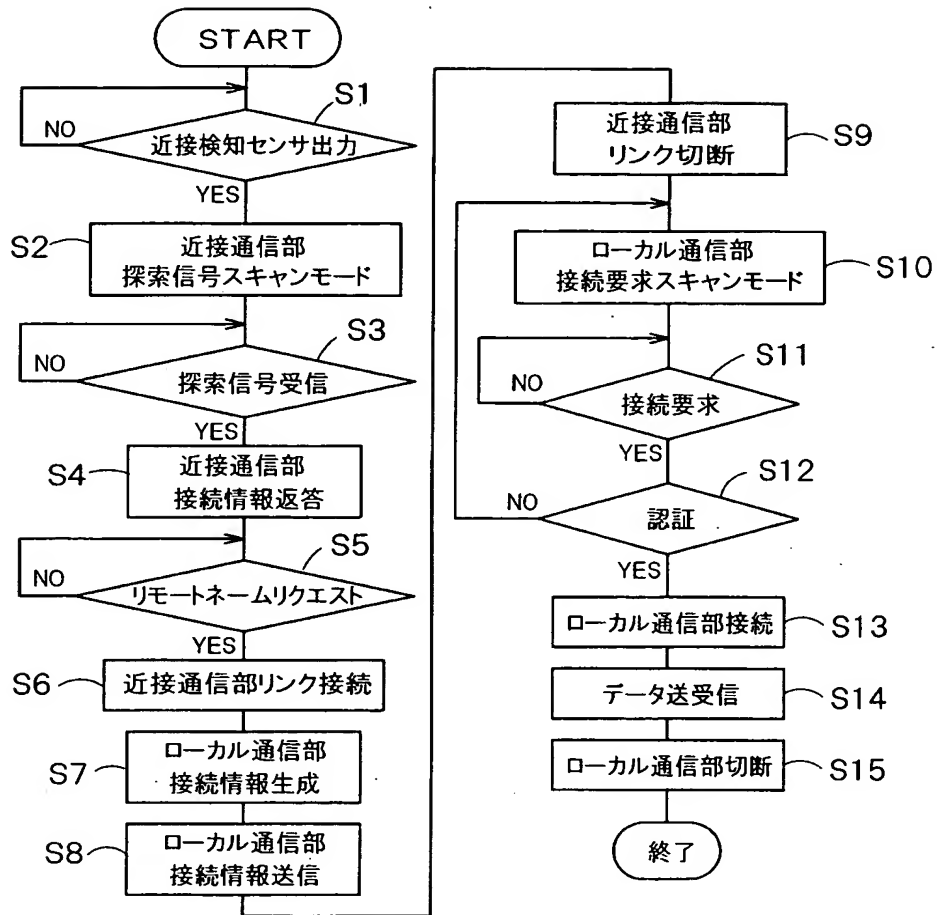 START
S1
近接検知センサ出力
NO
YES
S2
近接通信部
探索信号スキャンモード
S3
探索信号受信
NO
YES
S4
近接通信部
接続情報返答
S5
リモートネームリクエスト
NO
YES
S6
近接通信部リンク接続
S7
ローカル通信部
接続情報生成
S8
ローカル通信部
接続情報送信
近接通信部
リンク切断
S9
ローカル通信部
接続要求スキャンモード
S10
S11
NO
接続要求
YES
S12
NO
認証
YES
ローカル通信部接続
S13
データ送受信
S14
ローカル通信部切断
S15
終了